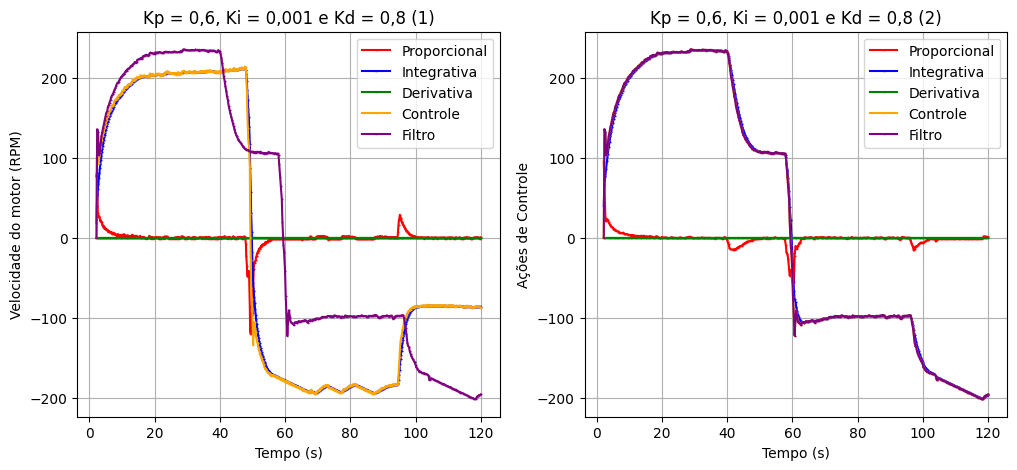 Kp = 0,6, Ki = 0,001 e Kd = 0,8 (1)
Velocidade do motor (RPM)
200
100
0
−100
−200
Proporcional
Integrativa
Derivativa
Controle
Filtro
0
20
40
60
80
100
120
Tempo (s)
Kp = 0,6, Ki = 0,001 e Kd = 0,8 (2)
Ações de Controle
200
100
0
−100
−200
Proporcional
Integrativa
Derivativa
Controle
Filtro
0
20
40
60
80
100
120
Tempo (s)